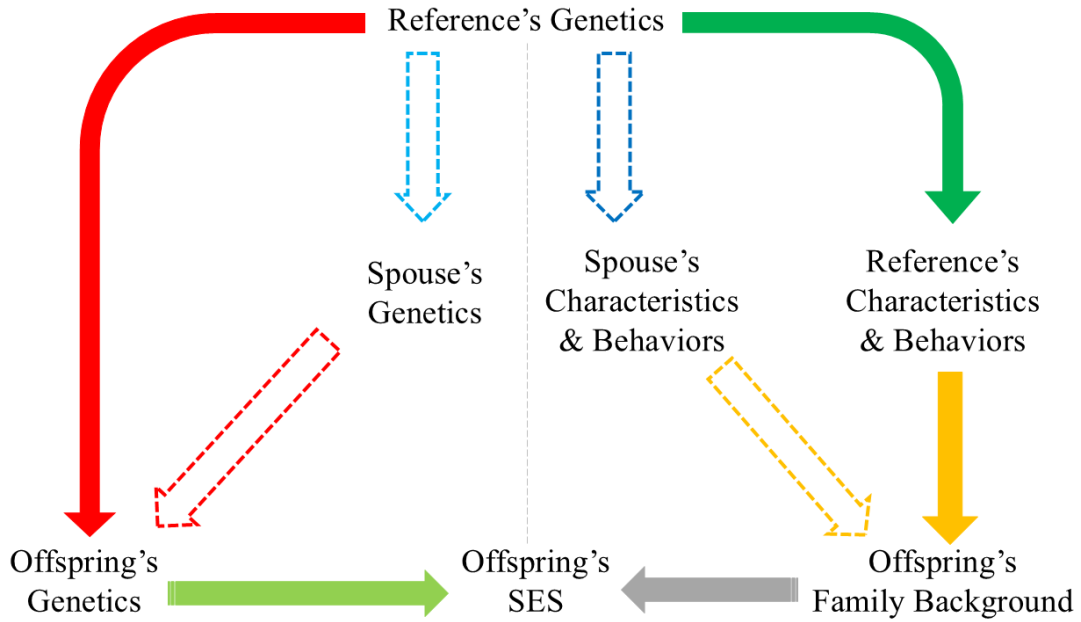 Reference’s Genetics
Spouse’s
Genetics
Spouse’s
Characteristics
& Behaviors
Reference’s
Characteristics
& Behaviors
Offspring’s
Genetics
Offspring’s
SES
Offspring’s
Family Background